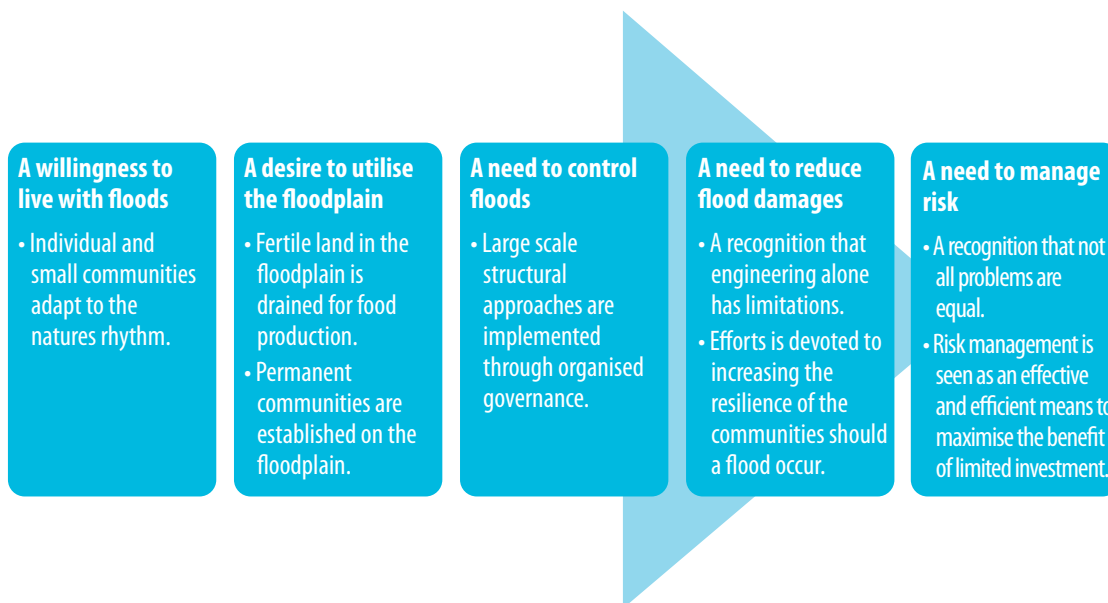 A willingness to
live with floods
• Individual and
small communities
adapt to the
natures rhythm.
A desire to utilise
the floodplain
• Fertile land in the
floodplain is
drained for food
production.
• Permanent
communities are
established on the
floodplain.
A need to control
floods
• Large scale
structural
approaches are
implemented
through organised
governance.
A need to reduce
flood damages
• A recognition that
engineering alone
has limitations.
• Efforts is devoted to
increasing the
resilience of the
communities should
a flood occur.
A need to manage
risk
• A recognition that not
all problems are
equal.
• Risk management is
seen as an effective
and efficient means to
maximise the benefit
of limited investment.